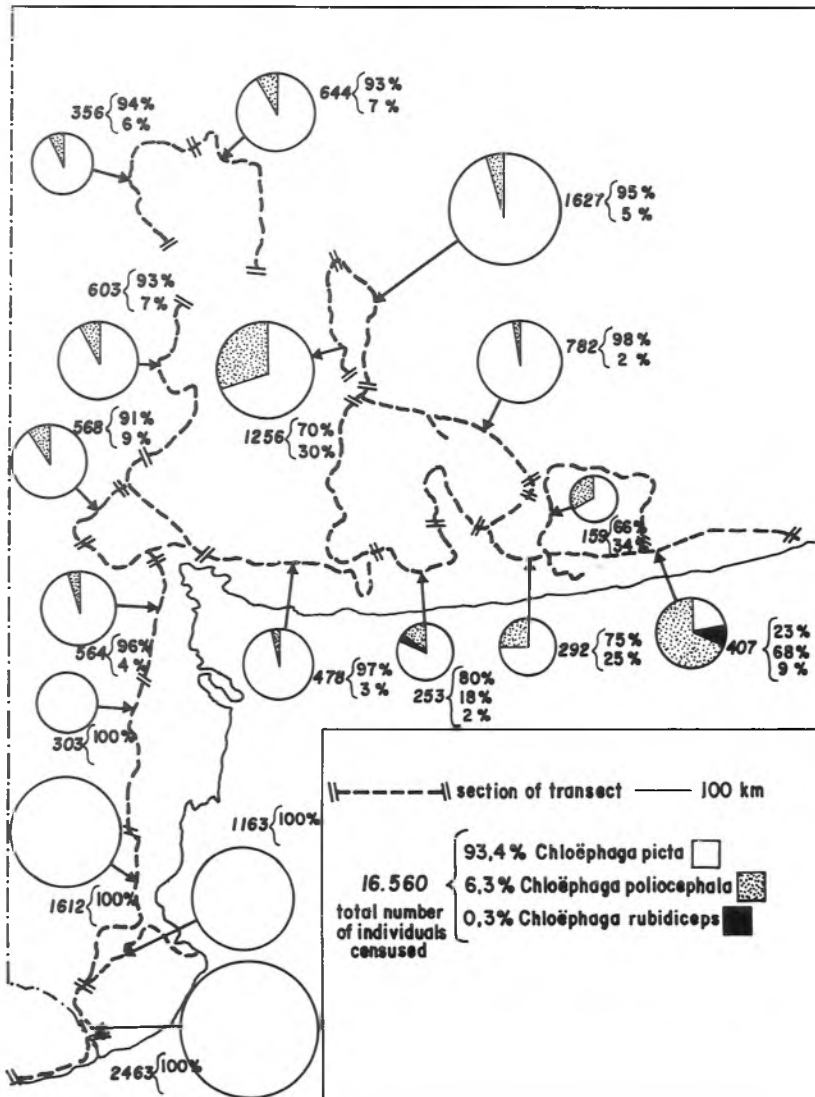 644 { 93%
7%
356 { 94%
6%
1627 { 95%
5%
603 { 93%
7%
782 { 98%
2%
568 { 91%
9%
1256 { 70%
30%
159 { 66%
34%
564 { 96%
4%
478 { 97%
3%
253 { 80%
18%
2%
292 { 75%
25%
407 { 23%
68%
9%
303 { 100%
1163 { 100%
1612 { 100%
2463 { 100%
section of transect
100 km
16.560
total number
of individuals
censused
93,4% Chloëphaga picta
6,3% Chloëphaga poliocephala
0,3% Chloëphaga rubidiceps